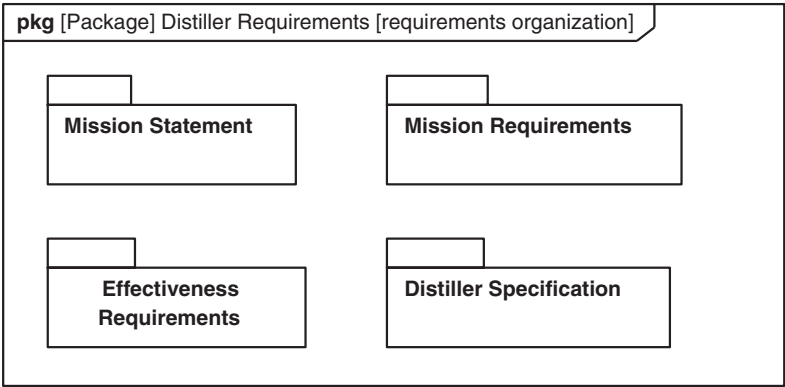 pkg [Package] Distiller Requirements [requirements organization]
Mission Statement
Mission Requirements
Effectiveness
Requirements
Distiller Specification